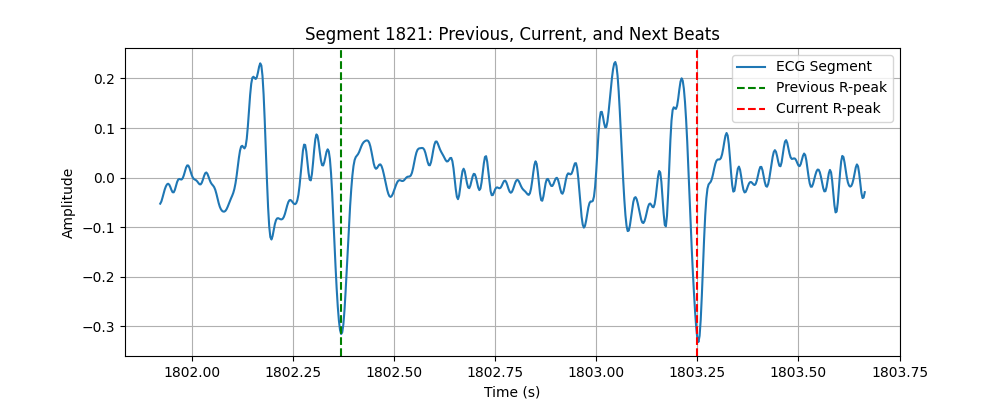 Segment 1821: Previous, Current, and Next Beats
ECG Segment
Previous R-peak
Current R-peak
Amplitude
0.2
0.1
0.0
−0.1
−0.2
−0.3
1802.00 1802.25 1802.50 1802.75 1803.00 1803.25 1803.50 1803.75
Time (s)